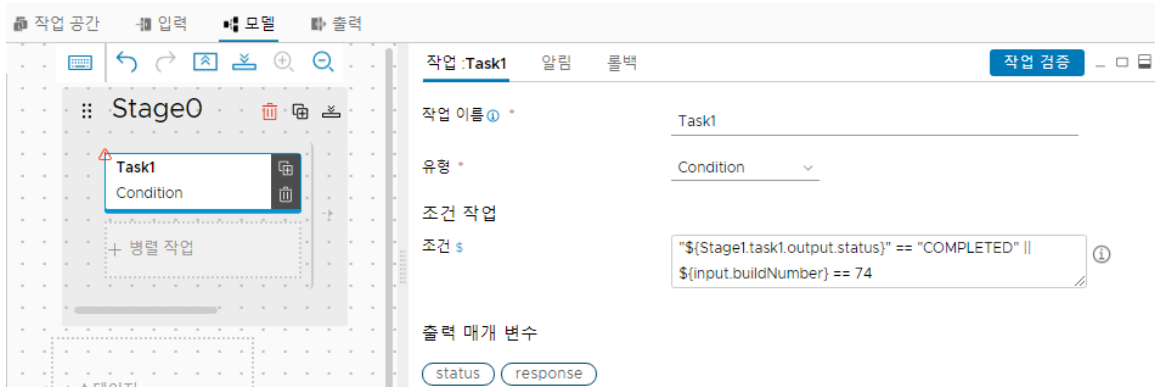 작업 공간 입력 모델 출력
Stage0
Task1
Condition
+ 병렬 작업
작업 :Task1 알림 롤백 작업 검증
작업 이름 *
Task1
유형 *
Condition
조건 작업
조건 $
"${Stage1.task1.output.status}" == "COMPLETED" ||
${input.buildNumber} == 74
출력 매개 변수
status response